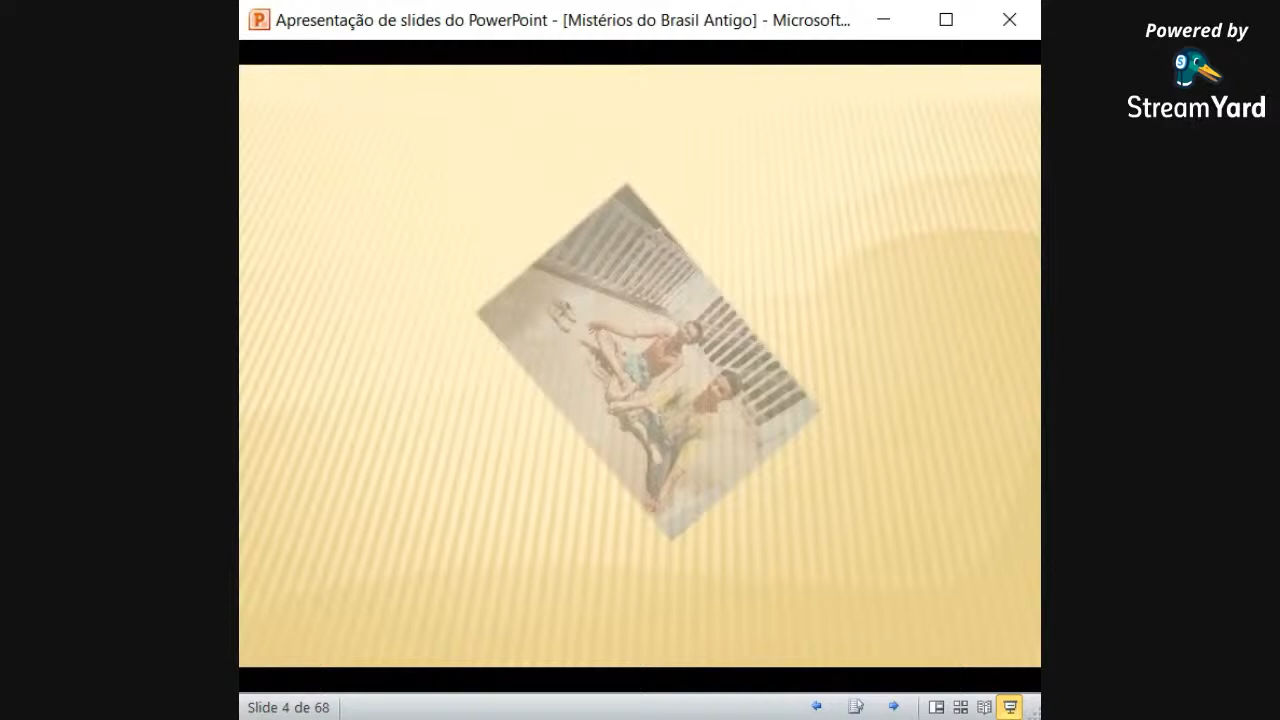 Apresentação de slides do PowerPoint - [Mistérios do Brasil Antigo] - Microsoft...
Powered by
StreamYard
Slide 4 de 68